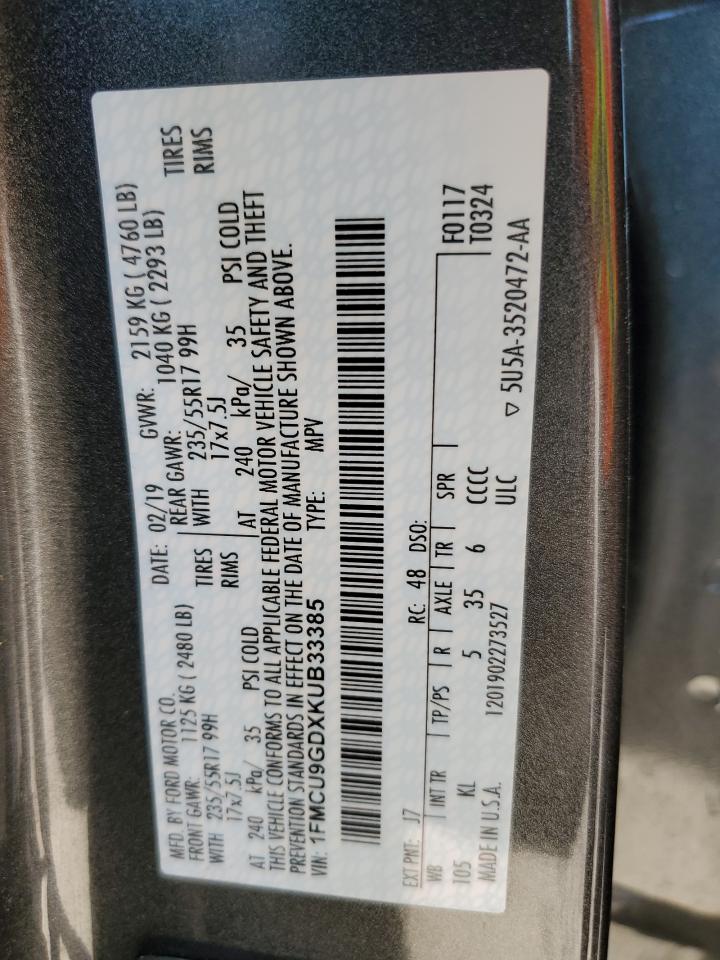 MFD. BY FORD MOTOR CO.
DATE: 02/19 GVWR: 2159 KG ( 4760 LB)
FRONT GAWR: 1125 KG ( 2480 LB) REAR GAWR: 1040 KG ( 2293 LB)
WITH 235/55R17 99H TIRES WITH 235/55R17 99H TIRES
17x7.5J RIMS 17x7.5J RIMS
AT 240 kPa/ 35 PSI COLD AT 240 kPa/ 35 PSI COLD
THIS VEHICLE CONFORMS TO ALL APPLICABLE FEDERAL MOTOR VEHICLE SAFETY AND THEFT
PREVENTION STANDARDS IN EFFECT ON THE DATE OF MANUFACTURE SHOWN ABOVE.
VIN: 1FMCU9GDXKUB33385 TYPE: MPV
EXT PNT: J7 RC: 48 DSO:
WB INT TR TP/PS R AXLE TR SPR F0117
105 KL 5 35 6 CCCC T0324
MADE IN U.S.A. 1201902273527 ULC
▽ 5U5A-3520472-AA